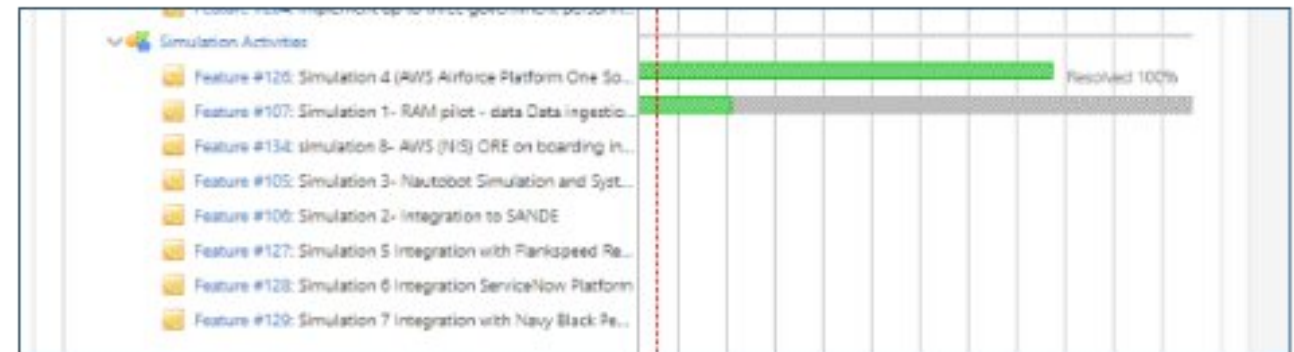 Simulation Activities
Feature #126: Simulation 4 (AWS Airforce Platform One So...
Resolved 100%
Feature #107: Simulation 1- RAM pilot - data Data ingestio...
Feature #134: simulation 8- AWS (NIS) ORE on boarding in...
Feature #105: Simulation 3- Nautobot Simulation and Syst...
Feature #106: Simulation 2- Integration to SANDE
Feature #127: Simulation 5 Integration with Flankspeed Re...
Feature #128: Simulation 6 Integration ServiceNow Platform
Feature #129: Simulation 7 Integration with Navy Black Pe...